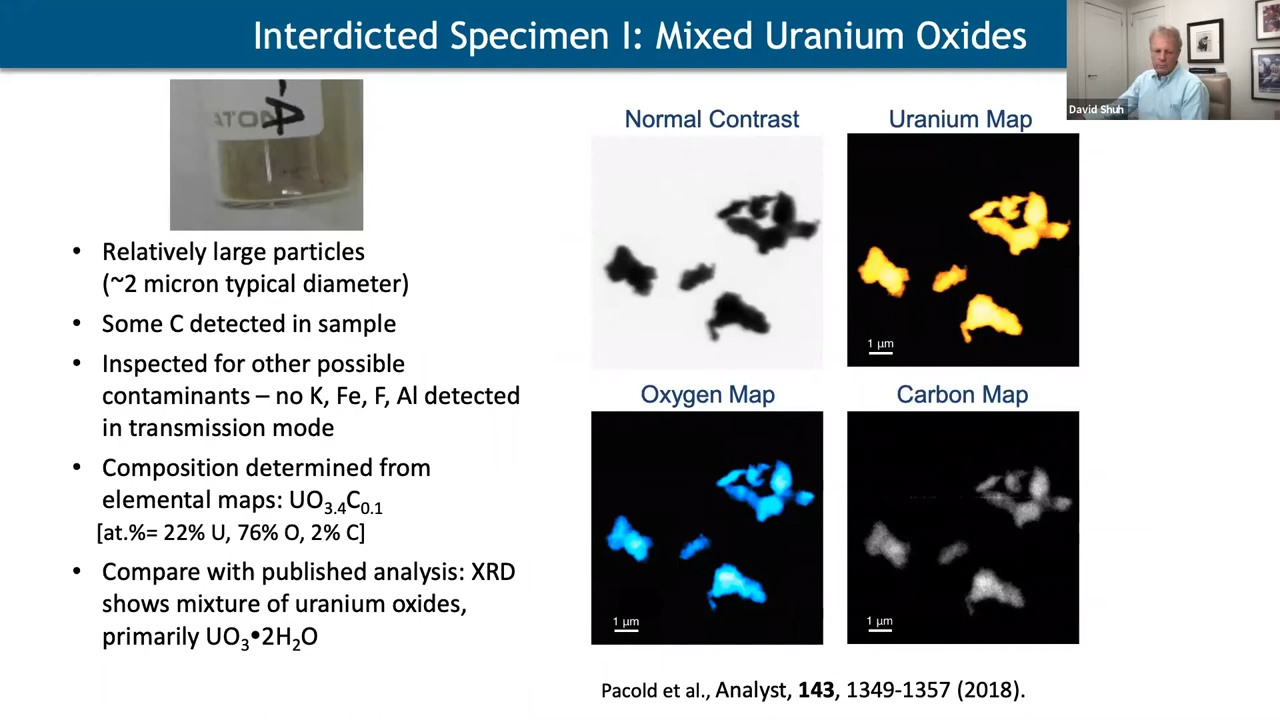 Interdicted Specimen I: Mixed Uranium Oxides
David Shuh
ATOM
4
• Relatively large particles
(~2 micron typical diameter)
• Some C detected in sample
• Inspected for other possible
contaminants – no K, Fe, F, Al detected
in transmission mode
• Composition determined from
elemental maps: UO3.4C0.1
[at.%= 22% U, 76% O, 2% C]
• Compare with published analysis: XRD
shows mixture of uranium oxides,
primarily UO3•2H2O
Normal Contrast
Uranium Map
1 µm
Oxygen Map
Carbon Map
1 µm
1 µm
Pacold et al., Analyst, 143, 1349-1357 (2018).